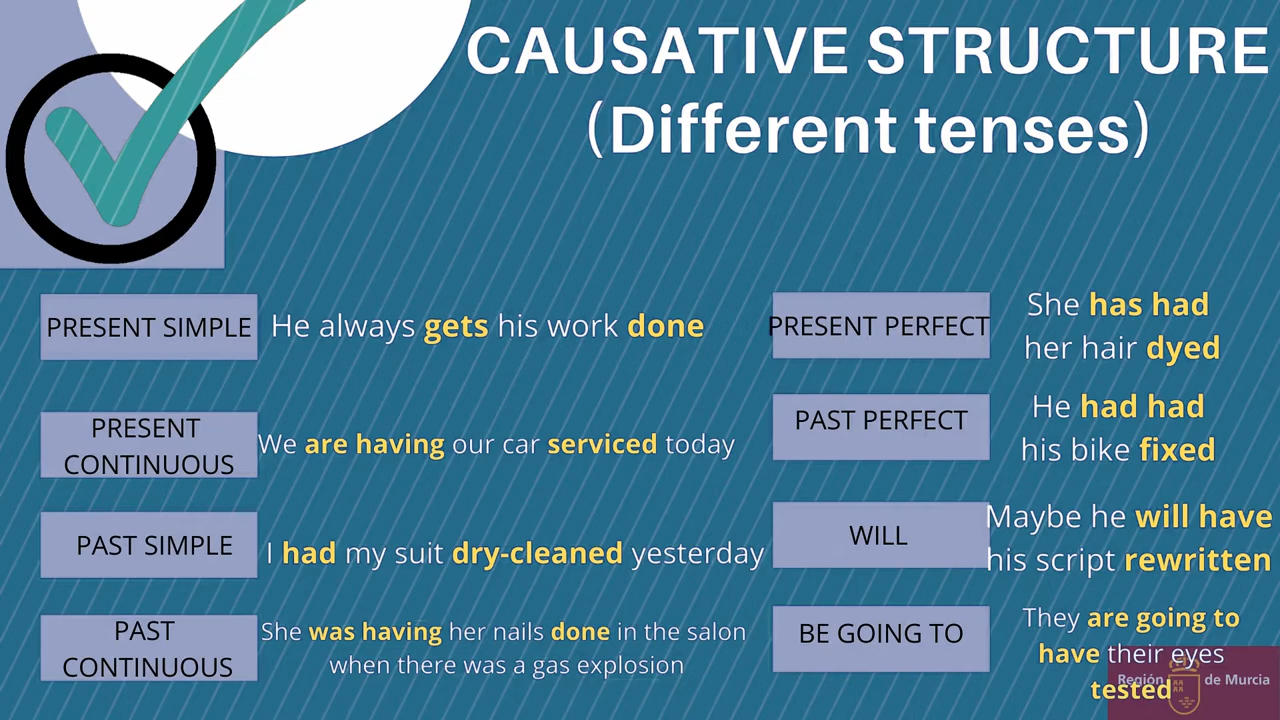 CAUSATIVE STRUCTURE
(Different tenses)
PRESENT SIMPLE
He always gets his work done
PRESENT
CONTINUOUS
We are having our car serviced today
PAST SIMPLE
I had my suit dry-cleaned yesterday
PAST
CONTINUOUS
She was having her nails done in the salon
when there was a gas explosion
PRESENT PERFECT
She has had
her hair dyed
PAST PERFECT
He had had
his bike fixed
WILL
Maybe he will have
his script rewritten
BE GOING TO
They are going to
have their eyes
tested
Región de Murcia